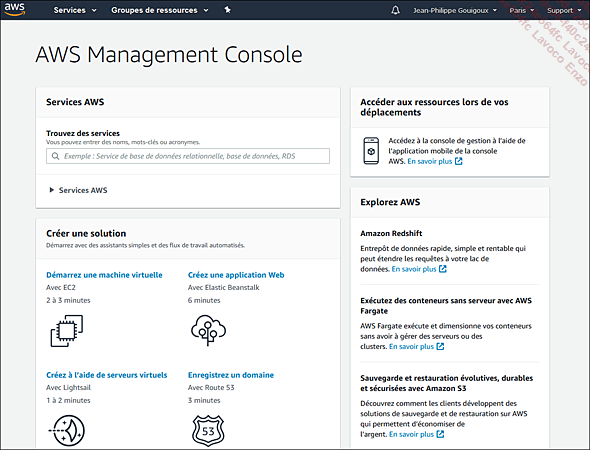 aws
Services
Groupes de ressources
Jean-Philippe Gouigoux
Paris
Support
AWS Management Console
Services AWS
Trouvez des services
Vous pouvez entrer des noms, mots-clés ou acronymes.
Exemple : Service de base de données relationnelle, base de données, RDS
Services AWS
Créer une solution
Démarrez avec des assistants simples et des flux de travail automatisés.
Démarrez une machine virtuelle
Avec EC2
2 à 3 minutes
Créez une application Web
Avec Elastic Beanstalk
6 minutes
Créez à l'aide de serveurs virtuels
Avec Lightsail
1 à 2 minutes
Enregistrez un domaine
Avec Route 53
3 minutes
53
Accéder aux ressources lors de vos
déplacements
Accédez à la console de gestion à l'aide de
l'application mobile de la console
AWS. En savoir plus
Explorez AWS
Amazon Redshift
Entrepôt de données rapide, simple et rentable qui
peut étendre les requêtes à votre lac de
données. En savoir plus
Exécutez des conteneurs sans serveur avec AWS
Fargate
AWS Fargate exécute et dimensionne vos conteneurs
sans avoir à gérer des serveurs ou des
clusters. En savoir plus
Sauvegarde et restauration évolutives, durables
et sécurisées avec Amazon S3
Découvrez comment les clients développent des
solutions de sauvegarde et de restauration sur AWS
qui permettent d'économiser de
l'argent. En savoir plus
Lavoco Enzo